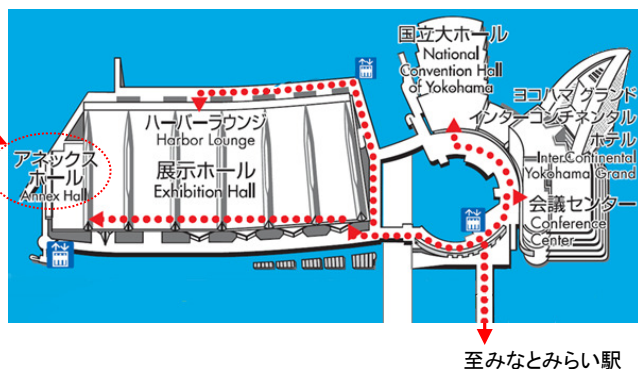 国立大ホール
National
Convention Hall
of Yokohama
ヨコハマ グランド
インターコンチネンタル
ホテル
InterContinental
Yokohama Grand
ハーバーラウンジ
Harbor Lounge
アネックス
ホール
Annex Hall
展示ホール
Exhibition Hall
会議センター
Conference
Center
至みなとみらい駅